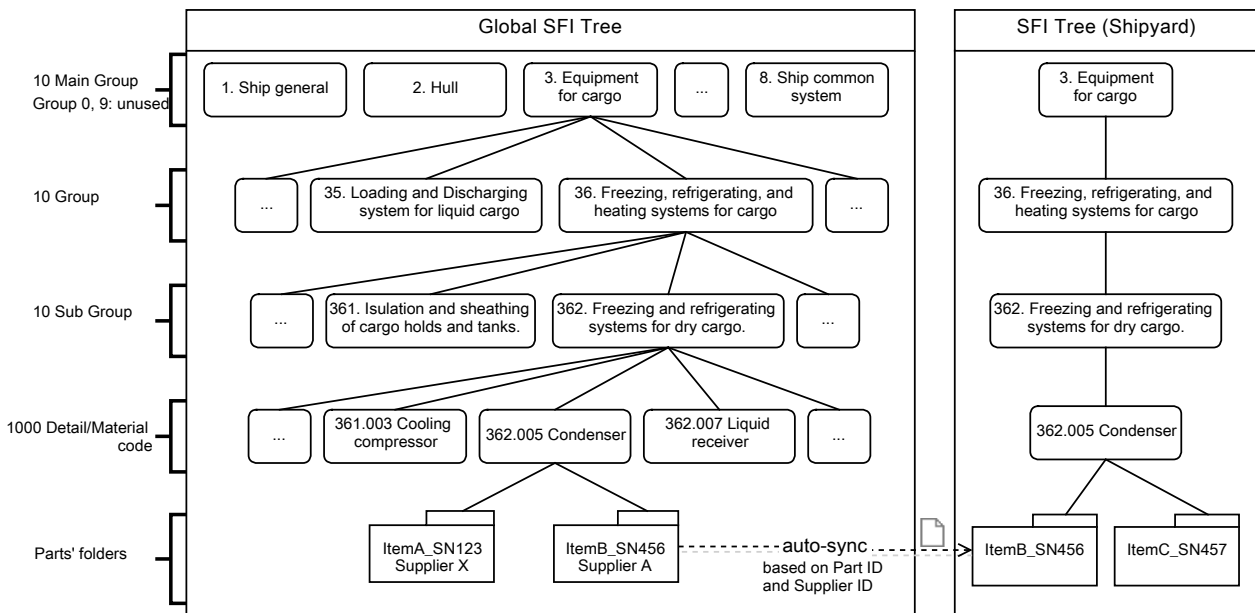 Global SFI Tree
SFI Tree (Shipyard)
10 Main Group
Group 0, 9: unused
1. Ship general
2. Hull
3. Equipment
for cargo
...
8. Ship common
system
3. Equipment
for cargo
10 Group
...
35. Loading and Discharging
system for liquid cargo
36. Freezing, refrigerating, and
heating systems for cargo
...
36. Freezing, refrigerating, and
heating systems for cargo
10 Sub Group
...
361. Isulation and sheathing
of cargo holds and tanks.
362. Freezing and refrigerating
systems for dry cargo.
...
362. Freezing and refrigerating
systems for dry cargo.
1000 Detail/Material
code
...
361.003 Cooling
compressor
362.005 Condenser
362.007 Liquid
receiver
...
362.005 Condenser
Parts' folders
ItemA_SN123
Supplier X
ItemB_SN456
Supplier A
auto-sync
based on Part ID
and Supplier ID
ItemB_SN456
ItemC_SN457